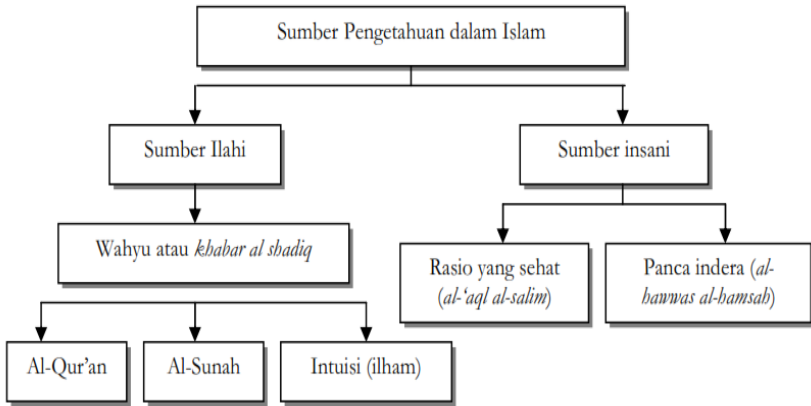 Sumber Pengetahuan dalam Islam
Sumber Ilahi
Sumber insani
Wahyu atau khabar al shadiq
Rasio yang sehat
(al-‘aql al-salim)
Panca indera (al-
hawwas al-hamsah)
Al-Qur’an
Al-Sunah
Intuisi (ilham)